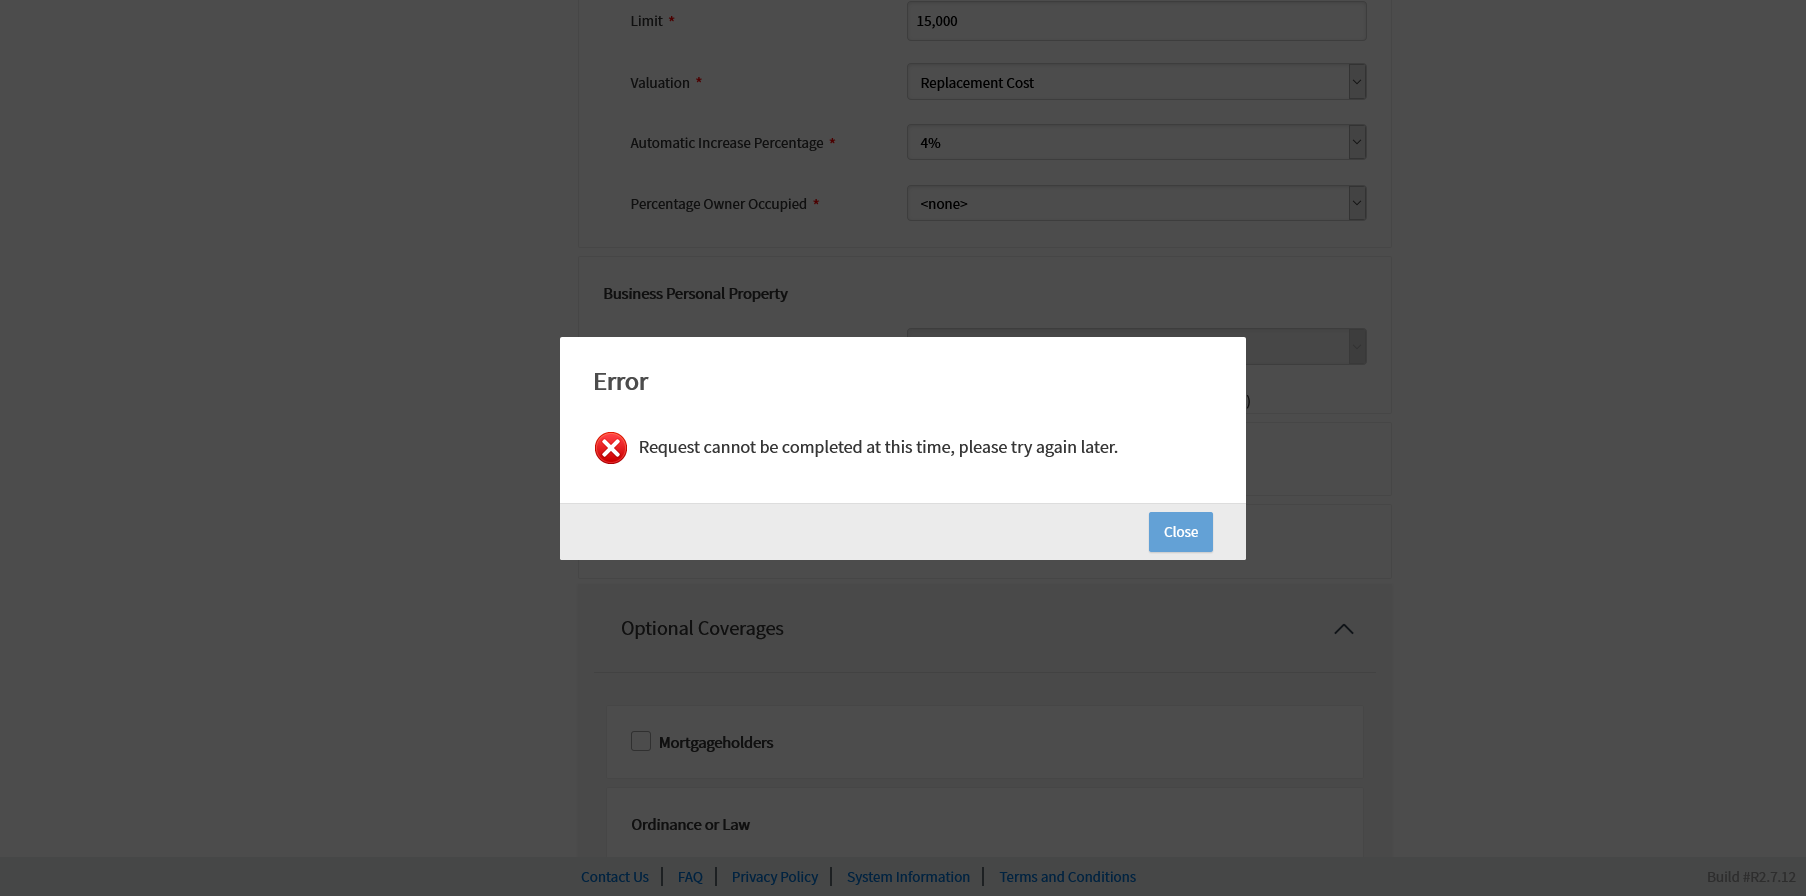 Limit *
15,000
Valuation *
Replacement Cost
Automatic Increase Percentage *
4%
Percentage Owner Occupied *
<none>
Business Personal Property
)
Error
Request cannot be completed at this time, please try again later.
Close
Optional Coverages
Mortgageholders
Ordinance or Law
Contact Us | FAQ | Privacy Policy | System Information | Terms and Conditions
Build #R2.7.12